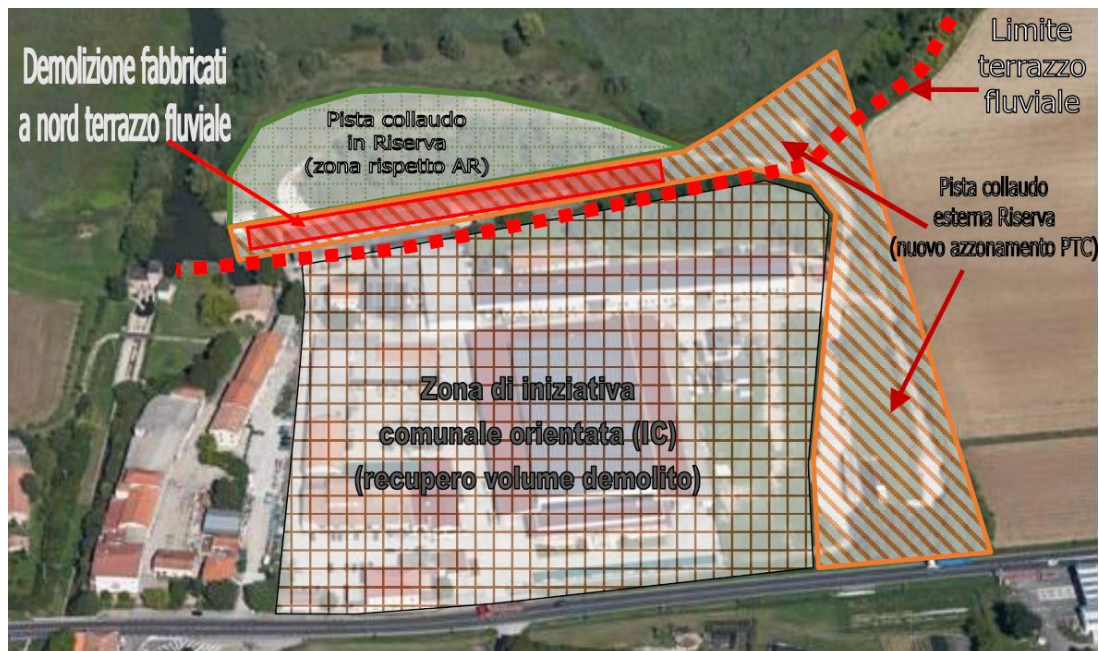 Demolizione fabbricati
a nord terrazzo fluviale
Pista collaudo
in Riserva
(zona rispetto AR)
Limite
terrazzo
fluviale
Pista collaudo
esterna Riserva
(nuovo azzonamento PTC)
Zona di iniziativa
comunale orientata (IC)
(recupero volume demolito)